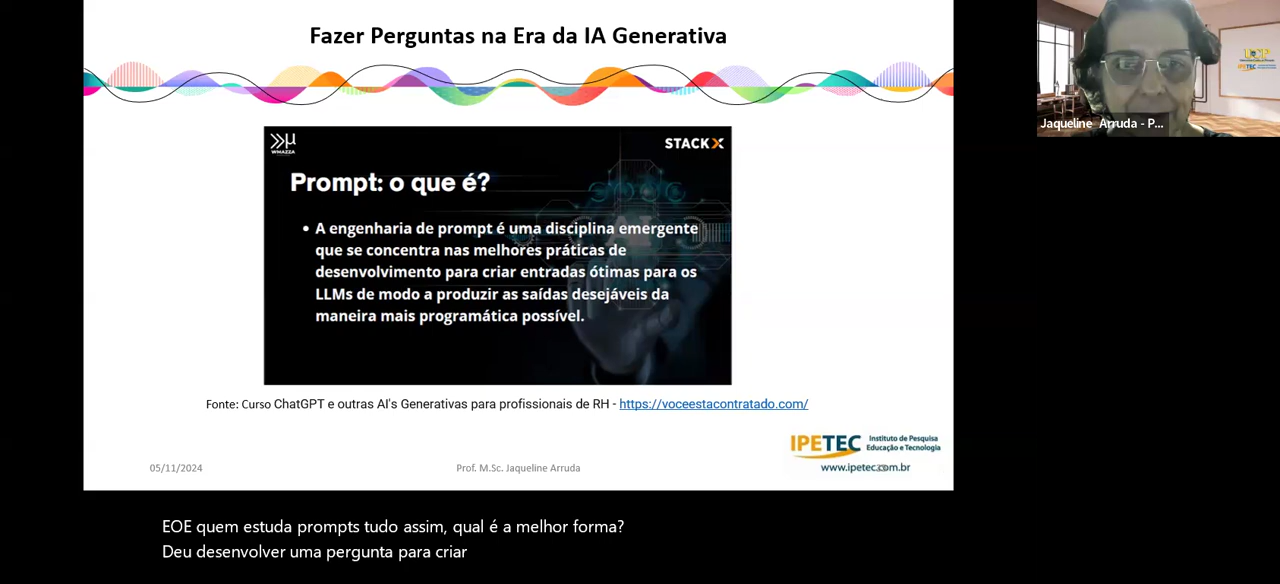 Fazer Perguntas na Era da IA Generativa
WMAZZA
STACKX
Prompt: o que é?
• A engenharia de prompt é uma disciplina emergente
que se concentra nas melhores práticas de
desenvolvimento para criar entradas ótimas para os
LLMs de modo a produzir as saídas desejáveis da
maneira mais programática possível.
Fonte: Curso ChatGPT e outras AI's Generativas para profissionais de RH - https://voceestacontratado.com/
IPETEC Instituto de Pesquisa
Educação e Tecnologia
www.ipetec.com.br
05/11/2024
Prof. M.Sc. Jaqueline Arruda
Jaqueline Arruda - P...
UCP
IPETEC
EOE quem estuda prompts tudo assim, qual é a melhor forma?
Deu desenvolver uma pergunta para criar